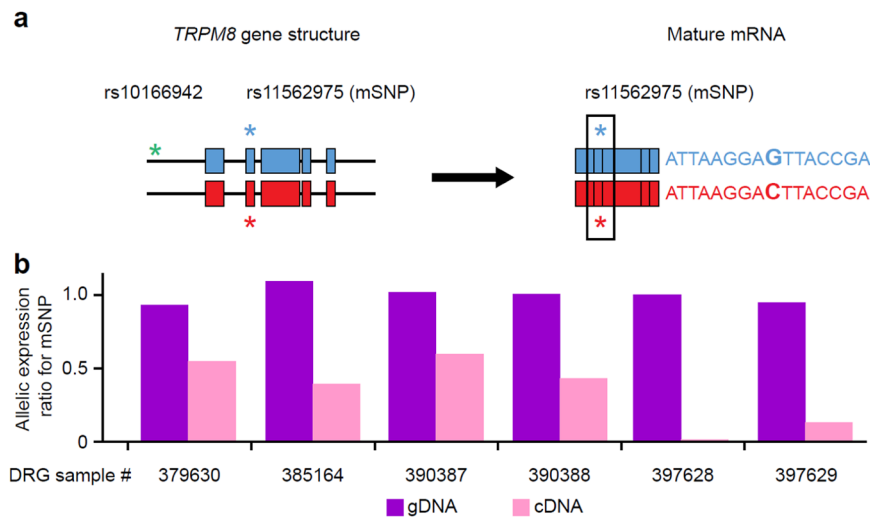 a
TRPM8 gene structure
Mature mRNA
rs10166942
rs11562975 (mSNP)
rs11562975 (mSNP)
*
*
*
ATTAAGGAGTTACCGA
ATTAAGGACTTACCGA
*
*
b
Allelic expression
ratio for mSNP
1.0
0.5
0
DRG sample #
379630
385164
390387
390388
397628
397629
gDNA
cDNA